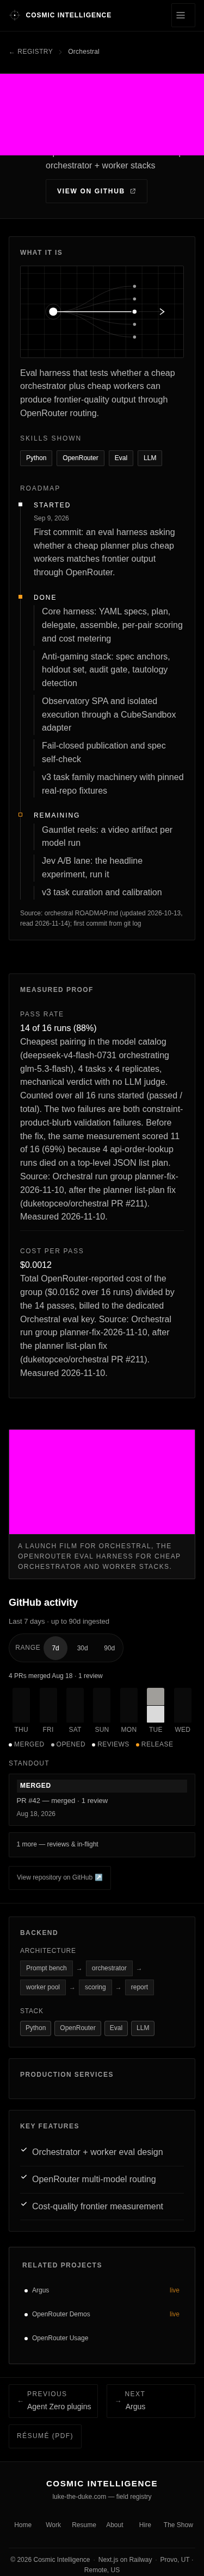 COSMIC INTELLIGENCE
← REGISTRY > Orchestral
orchestrator + worker stacks
VIEW ON GITHUB
WHAT IT IS
Eval harness that tests whether a cheap
orchestrator plus cheap workers can
produce frontier-quality output through
OpenRouter routing.
SKILLS SHOWN
Python OpenRouter Eval LLM
ROADMAP
STARTED
Sep 9, 2026
First commit: an eval harness asking
whether a cheap planner plus cheap
workers matches frontier output
through OpenRouter.
DONE
Core harness: YAML specs, plan,
delegate, assemble, per-pair scoring
and cost metering
Anti-gaming stack: spec anchors,
holdout set, audit gate, tautology
detection
Observatory SPA and isolated
execution through a CubeSandbox
adapter
Fail-closed publication and spec
self-check
v3 task family machinery with pinned
real-repo fixtures
REMAINING
Gauntlet reels: a video artifact per
model run
Jev A/B lane: the headline
experiment, run it
v3 task curation and calibration
Source: orchestral ROADMAP.md (updated 2026-10-13,
read 2026-11-14); first commit from git log
MEASURED PROOF
PASS RATE
14 of 16 runs (88%)
Cheapest pairing in the model catalog
(deepseek-v4-flash-0731 orchestrating
glm-5.3-flash), 4 tasks x 4 replicates,
mechanical verdict with no LLM judge.
Counted over all 16 runs started (passed /
total). The two failures are both constraint-
product-blurb validation failures. Before
the fix, the same measurement scored 11
of 16 (69%) because 4 api-order-lookup
runs died on a top-level JSON list plan.
Source: Orchestral run group planner-fix-
2026-11-10, after the planner list-plan fix
(duketopceo/orchestral PR #211).
Measured 2026-11-10.
COST PER PASS
$0.0012
Total OpenRouter-reported cost of the
group ($0.0162 over 16 runs) divided by
the 14 passes, billed to the dedicated
Orchestral eval key. Source: Orchestral
run group planner-fix-2026-11-10, after
the planner list-plan fix
(duketopceo/orchestral PR #211).
Measured 2026-11-10.
A LAUNCH FILM FOR ORCHESTRAL, THE
OPENROUTER EVAL HARNESS FOR CHEAP
ORCHESTRATOR AND WORKER STACKS.
GitHub activity
Last 7 days · up to 90d ingested
RANGE 7d 30d 90d
4 PRs merged Aug 18 · 1 review
THU FRI SAT SUN MON TUE WED
MERGED OPENED REVIEWS RELEASE
STANDOUT
MERGED
PR #42 — merged · 1 review
Aug 18, 2026
1 more — reviews & in-flight
View repository on GitHub ↗
BACKEND
ARCHITECTURE
Prompt bench → orchestrator →
worker pool → scoring → report
STACK
Python OpenRouter Eval LLM
PRODUCTION SERVICES
KEY FEATURES
✓ Orchestrator + worker eval design
✓ OpenRouter multi-model routing
✓ Cost-quality frontier measurement
RELATED PROJECTS
Argus live
OpenRouter Demos live
OpenRouter Usage
← PREVIOUS Agent Zero plugins
→ NEXT Argus
RÉSUMÉ (PDF)
COSMIC INTELLIGENCE
luke-the-duke.com — field registry
Home Work Resume About Hire The Show
© 2026 Cosmic Intelligence · Next.js on Railway · Provo, UT ·
Remote, US